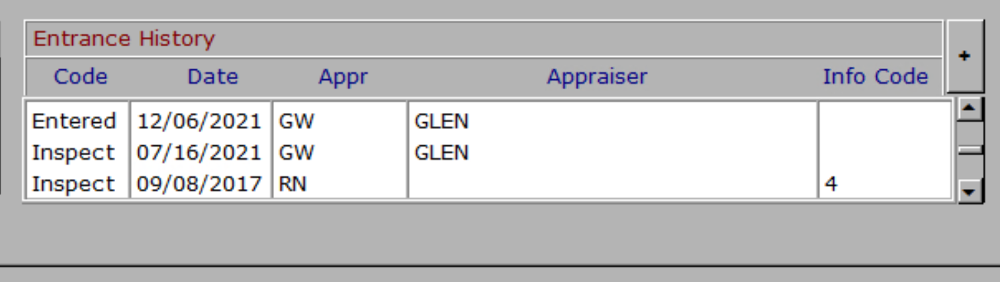 Entrance History
+
Code Date Appr Appraiser Info Code
Entered 12/06/2021 GW GLEN
Inspect 07/16/2021 GW GLEN
Inspect 09/08/2017 RN 4